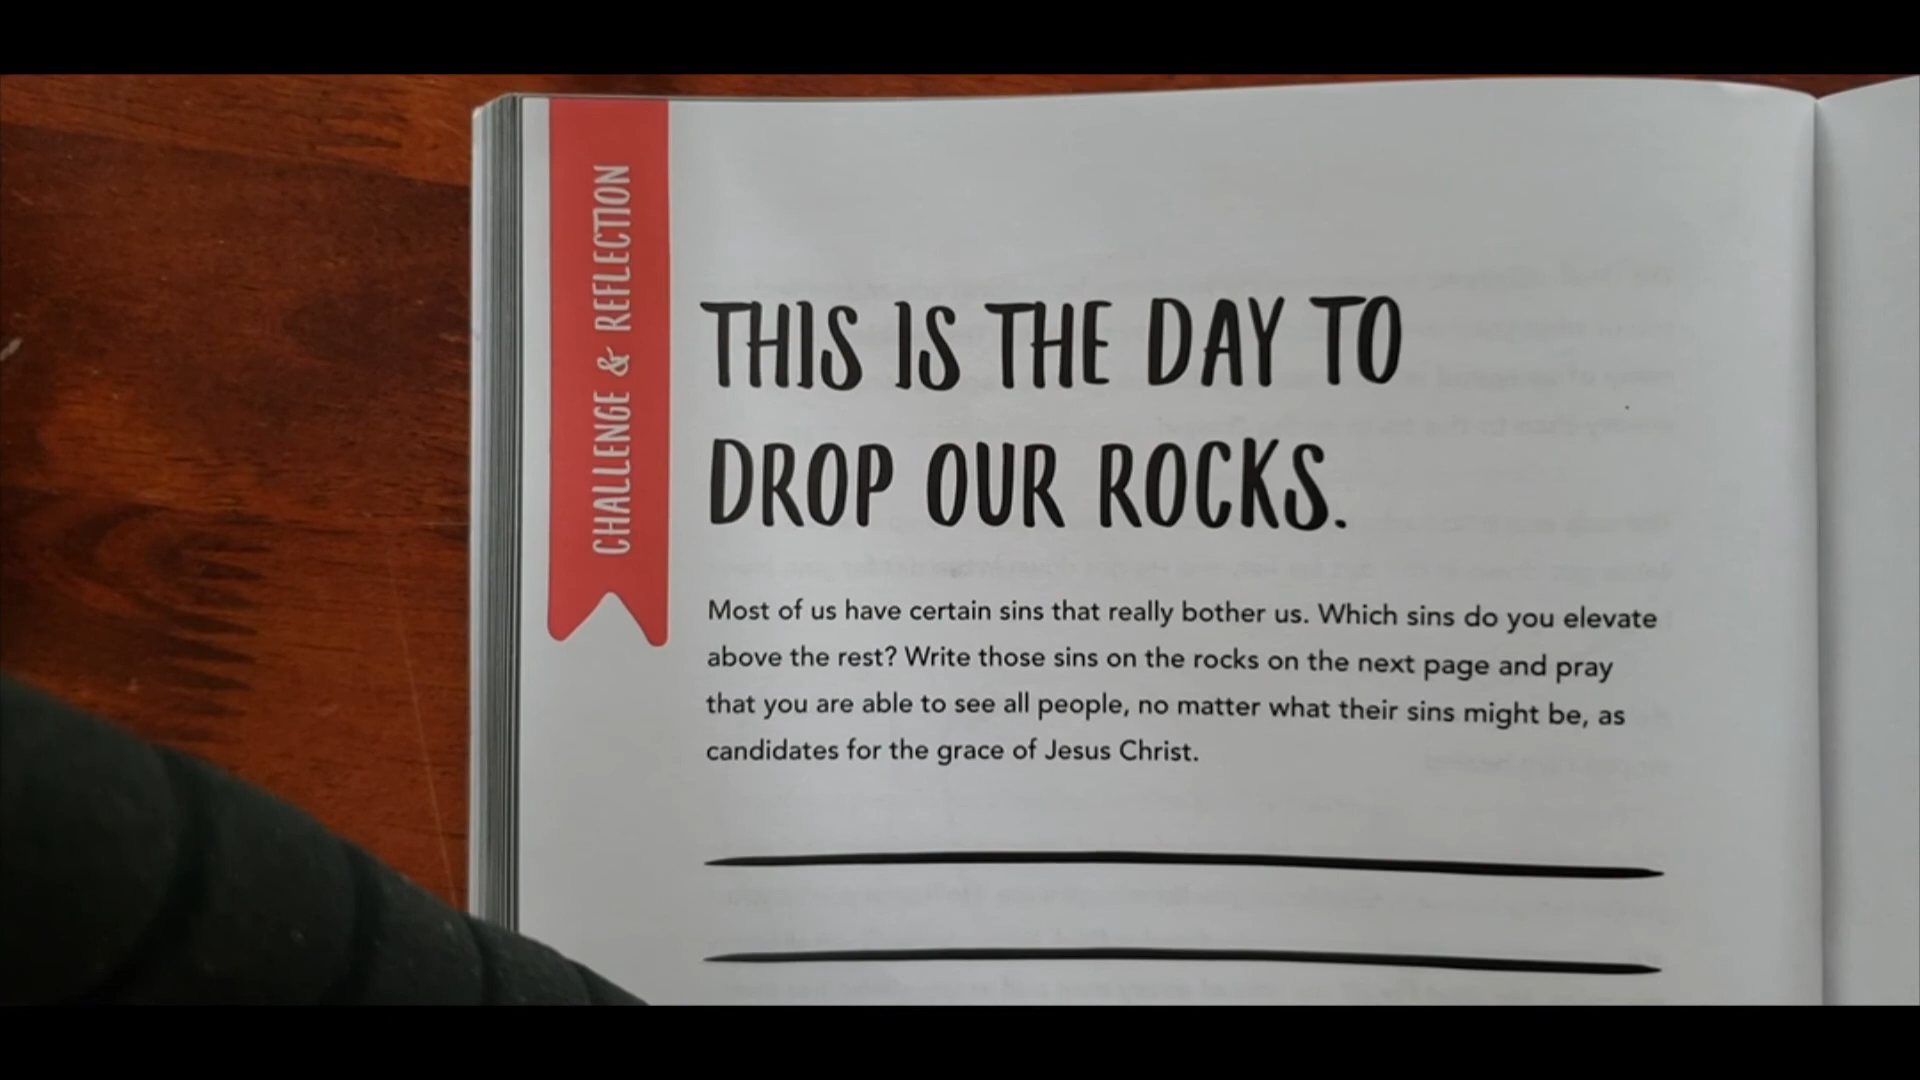 CHALLENGE & REFLECTION
THIS IS THE DAY TO
DROP OUR ROCKS.
Most of us have certain sins that really bother us. Which sins do you elevate
above the rest? Write those sins on the rocks on the next page and pray
that you are able to see all people, no matter what their sins might be, as
candidates for the grace of Jesus Christ.